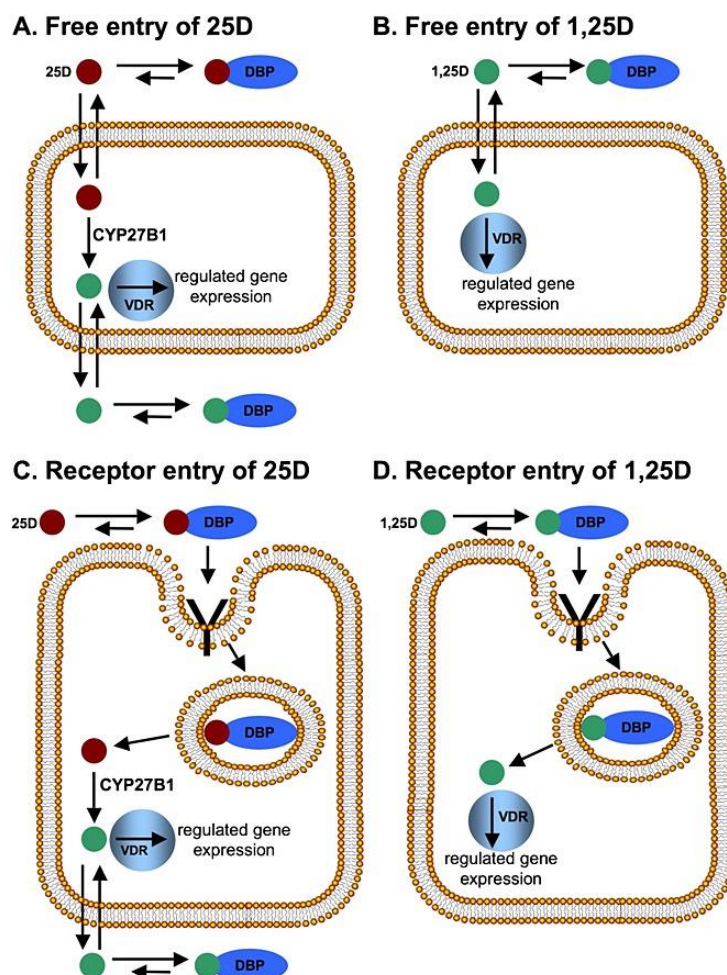 A. Free entry of 25D
25D
DBP
CYP27B1
VDR
regulated gene
expression
DBP
B. Free entry of 1,25D
1,25D
DBP
VDR
regulated gene
expression
C. Receptor entry of 25D
25D
DBP
DBP
CYP27B1
VDR
regulated gene
expression
DBP
D. Receptor entry of 1,25D
1,25D
DBP
DBP
VDR
regulated gene
expression